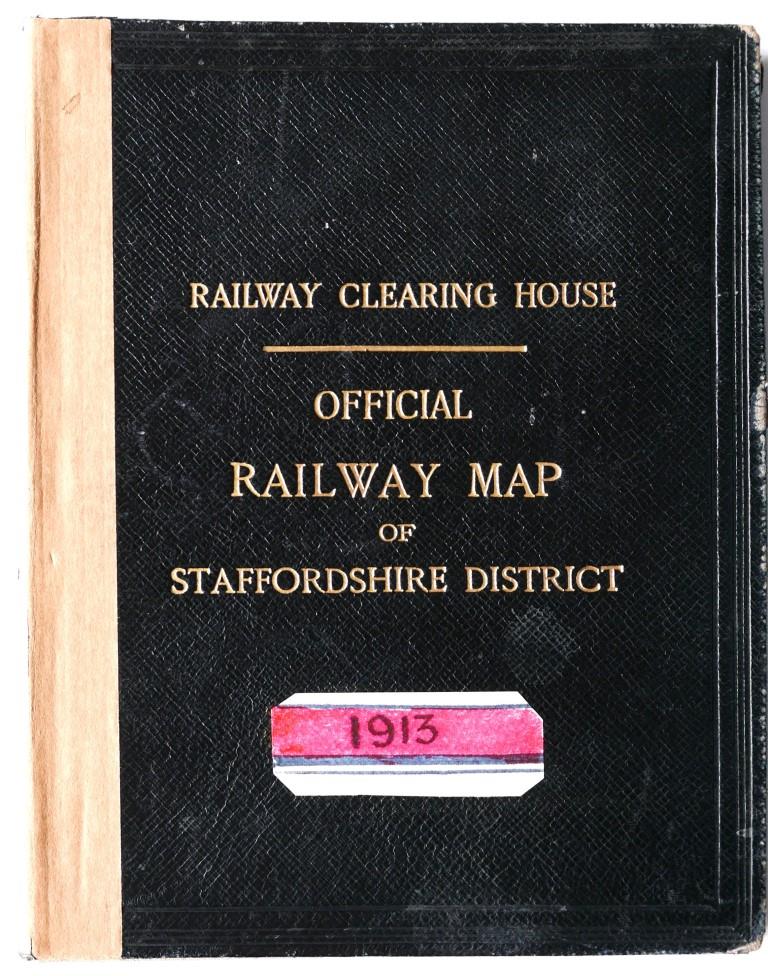 RAILWAY CLEARING HOUSE
OFFICIAL
RAILWAY MAP
OF
STAFFORDSHIRE DISTRICT
1913